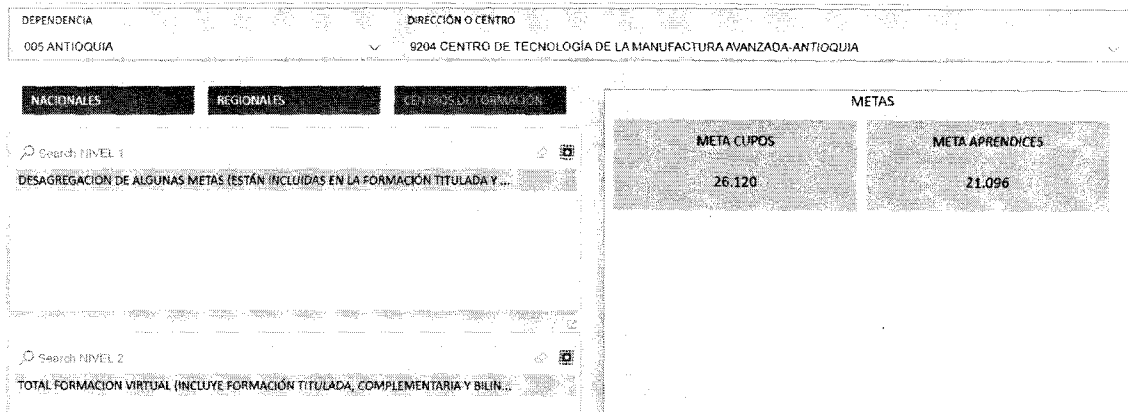 DEPENDENCIA
005 ANTIOQUIA
DIRECCIÓN O CENTRO
9204 CENTRO DE TECNOLOGÍA DE LA MANUFACTURA AVANZADA-ANTIOQUIA
NACIONALES
REGIONALES
CENTROS DE FORMACIÓN
METAS
META CUPOS
26.120
META APRENDICES
21.096
Search NIVEL 1
DESAGREGACION DE ALGUNAS METAS (ESTÁN INCLUIDAS EN LA FORMACIÓN TITULADA Y ...
Search NIVEL 2
TOTAL FORMACION VIRTUAL (INCLUYE FORMACIÓN TITULADA, COMPLEMENTARIA Y BILIN...